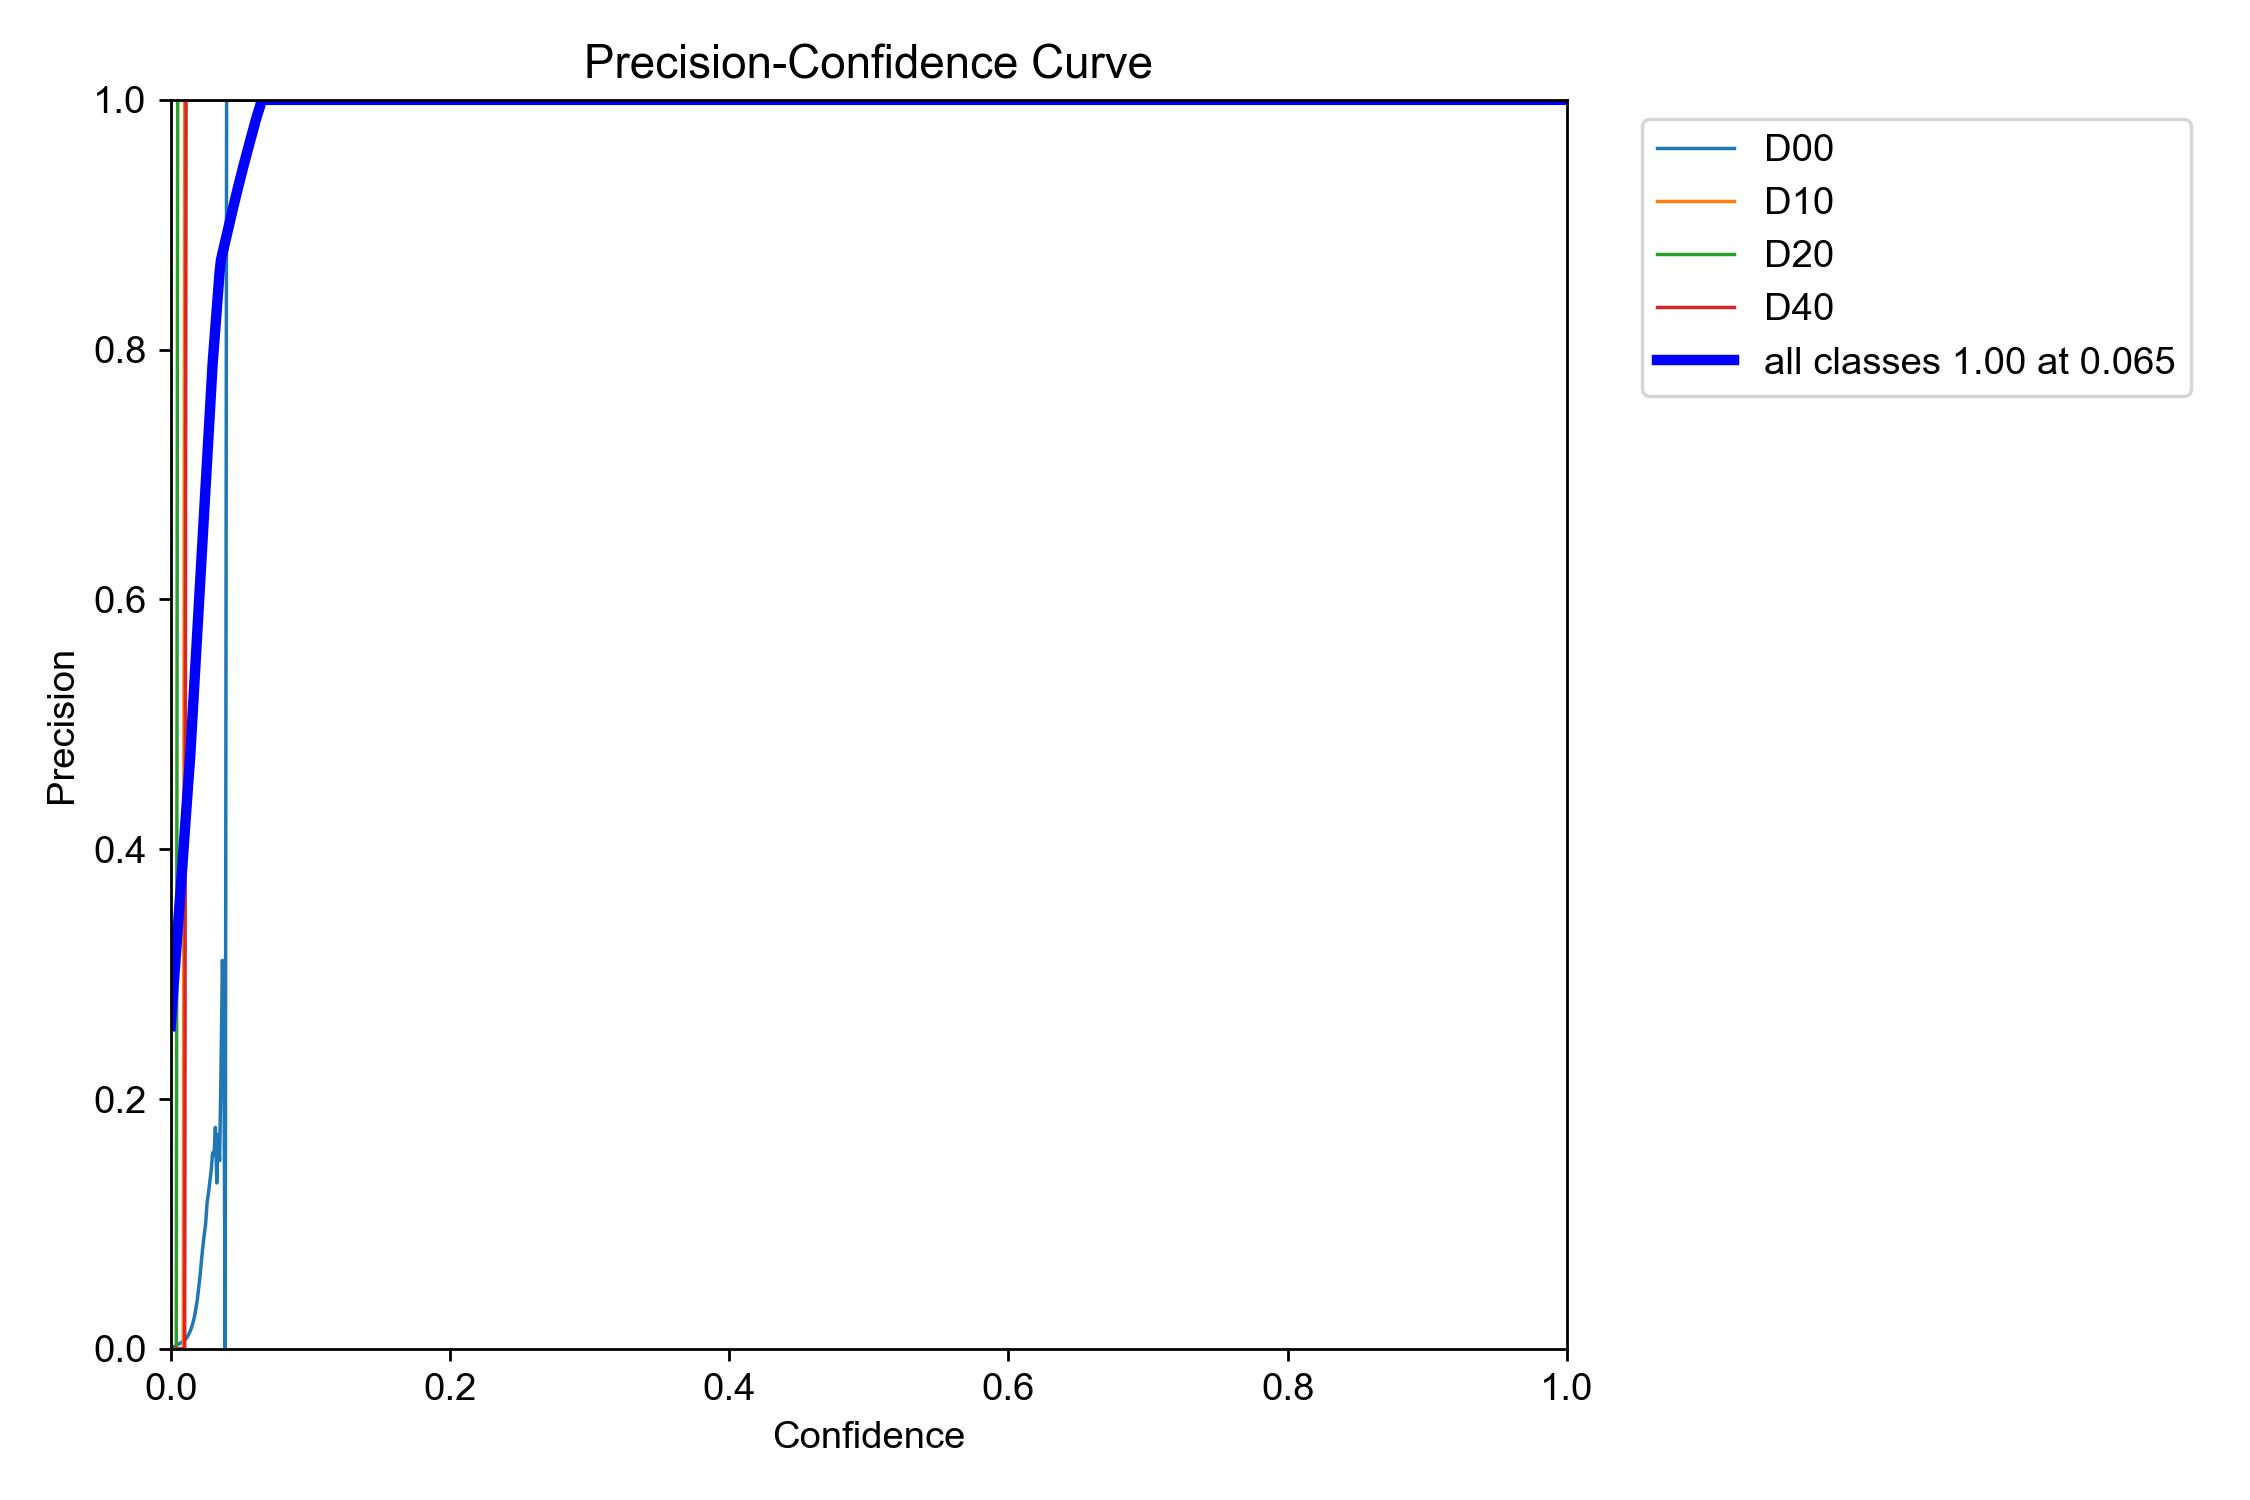 Precision-Confidence Curve
1.0
0.8
0.6
0.4
0.2
0.0
Precision
0.0 0.2 0.4 0.6 0.8 1.0
Confidence
D00
D10
D20
D40
all classes 1.00 at 0.065